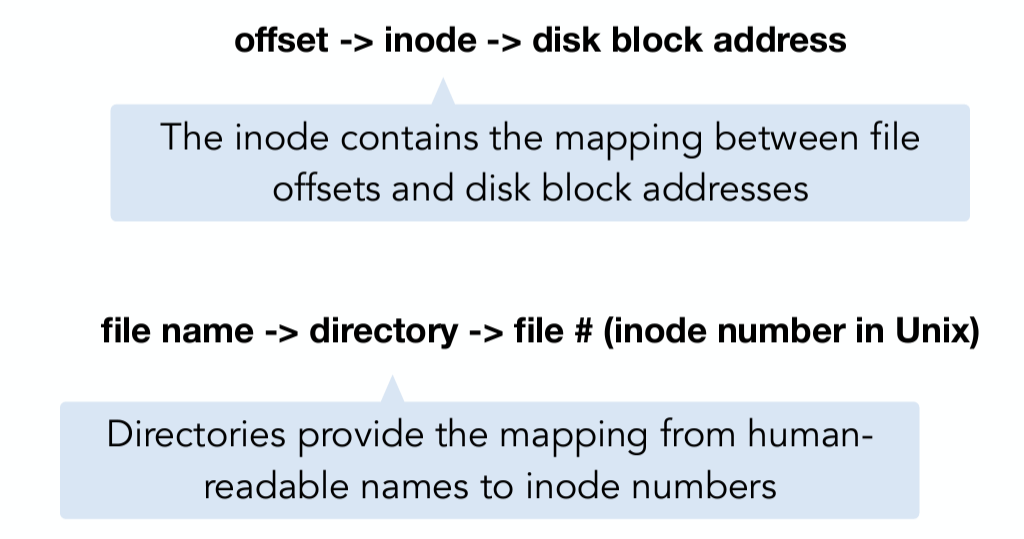 offset -> inode -> disk block address
The inode contains the mapping between file
offsets and disk block addresses
file name -> directory -> file # (inode number in Unix)
Directories provide the mapping from human-
readable names to inode numbers